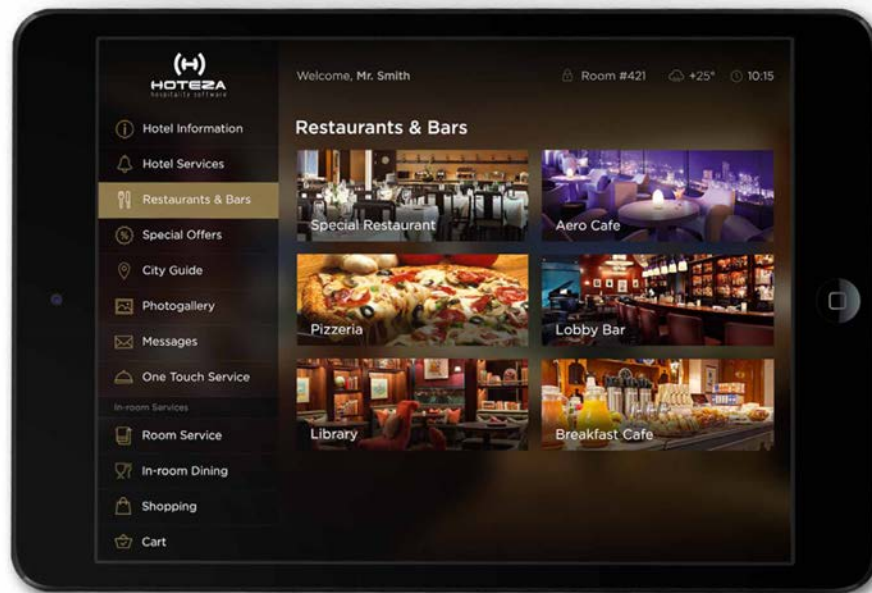 (H)
HOTEZA
hospitality software
Welcome, Mr. Smith
Room #421
+25°
10:15
Hotel Information
Hotel Services
Restaurants & Bars
Special Offers
City Guide
Photogallery
Messages
One Touch Service
In-room Services
Room Service
In-room Dining
Shopping
Cart
Restaurants & Bars
Special Restaurant
Aero Cafe
Pizzeria
Lobby Bar
Library
Breakfast Cafe